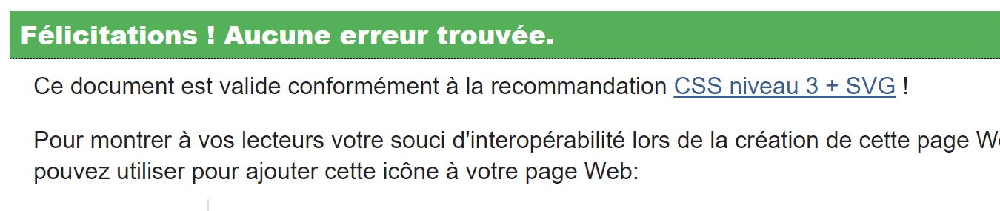 Félicitations ! Aucune erreur trouvée.
Ce document est valide conformément à la recommandation CSS niveau 3 + SVG !
Pour montrer à vos lecteurs votre souci d'interopérabilité lors de la création de cette page
pouvez utiliser pour ajouter cette icône à votre page Web: